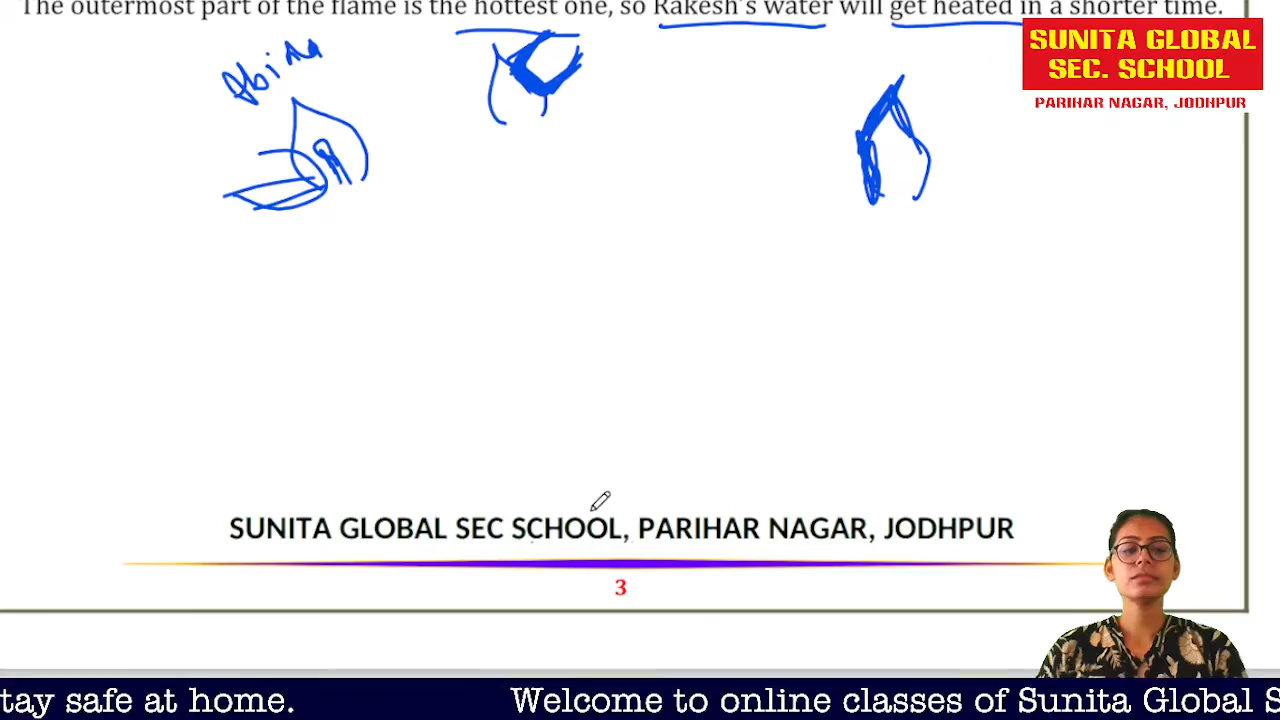 The outermost part of the flame is the hottest one, so Rakesh's water will get heated in a shorter time.
SUNITA GLOBAL
SEC. SCHOOL
PARIHAR NAGAR, JODHPUR
SUNITA GLOBAL SEC SCHOOL, PARIHAR NAGAR, JODHPUR
3
tay safe at home. Welcome to online classes of Sunita Global S